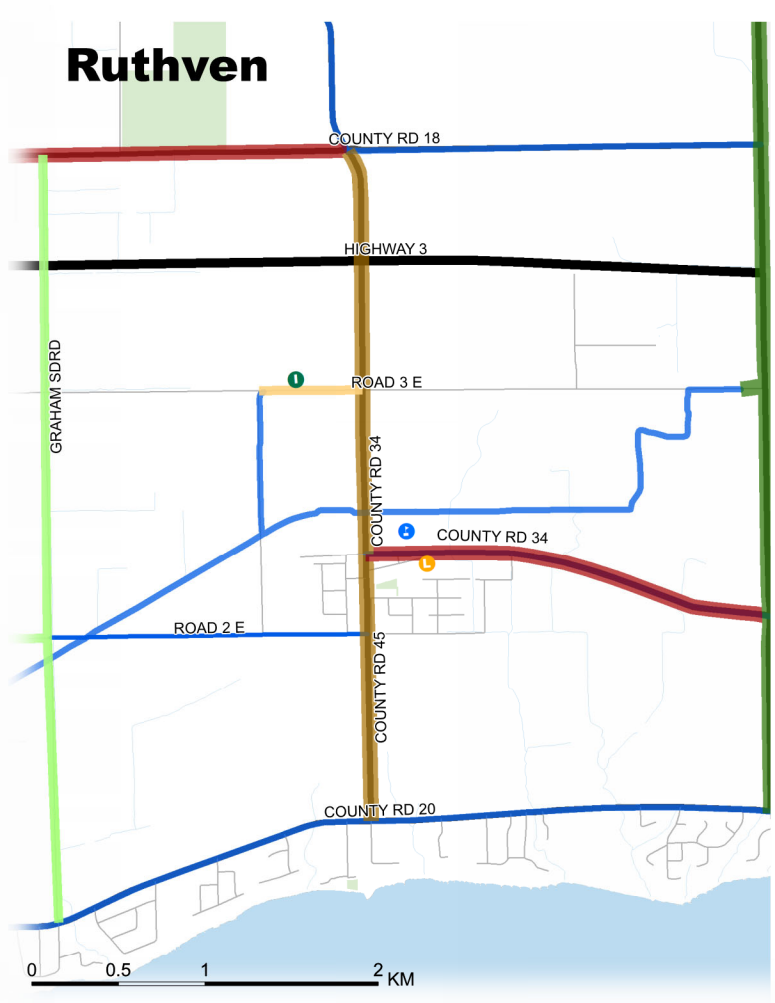 Ruthven
COUNTY RD 18
HIGHWAY 3
GRAHAM SDRD
ROAD 3 E
COUNTY RD 34
COUNTY RD 34
L
ROAD 2 E
COUNTY RD 45
COUNTY RD 20
0 0.5 1 2 KM